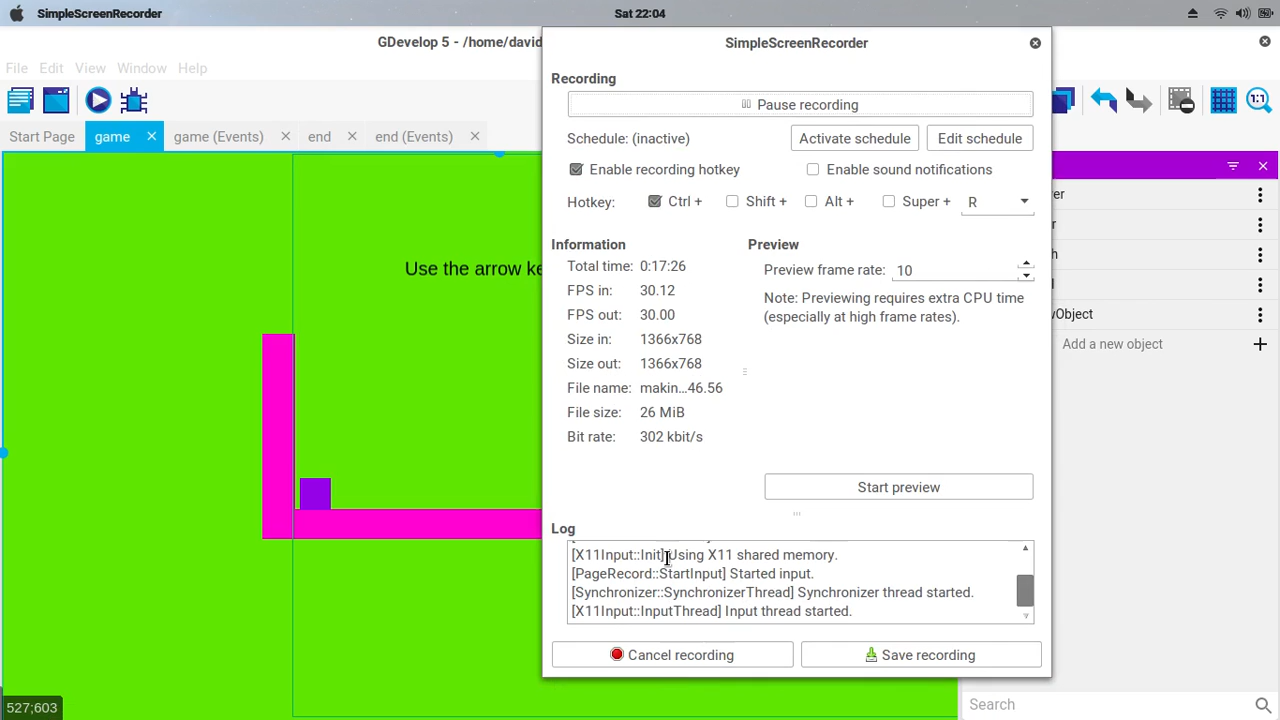 SimpleScreenRecorder
Sat 22:04
GDevelop 5 - /home/david
File Edit View Window Help
Start Page
game
game (Events)
end
end (Events)
1:1
Use the arrow ke
527;603
SimpleScreenRecorder
Recording
Pause recording
Schedule: (inactive)
Activate schedule
Edit schedule
Enable recording hotkey
Enable sound notifications
Hotkey:
Ctrl +
Shift +
Alt +
Super +
R
Information
Total time: 0:17:26
FPS in: 30.12
FPS out: 30.00
Size in: 1366x768
Size out: 1366x768
File name: makin...46.56
File size: 26 MiB
Bit rate: 302 kbit/s
Preview
Preview frame rate: 10
Note: Previewing requires extra CPU time
(especially at high frame rates).
Start preview
Log
[X11Input::Init] Using X11 shared memory.
[PageRecord::StartInput] Started input.
[Synchronizer::SynchronizerThread] Synchronizer thread started.
[X11Input::InputThread] Input thread started.
Cancel recording
Save recording
er
r
h
l
wObject
Add a new object
Search